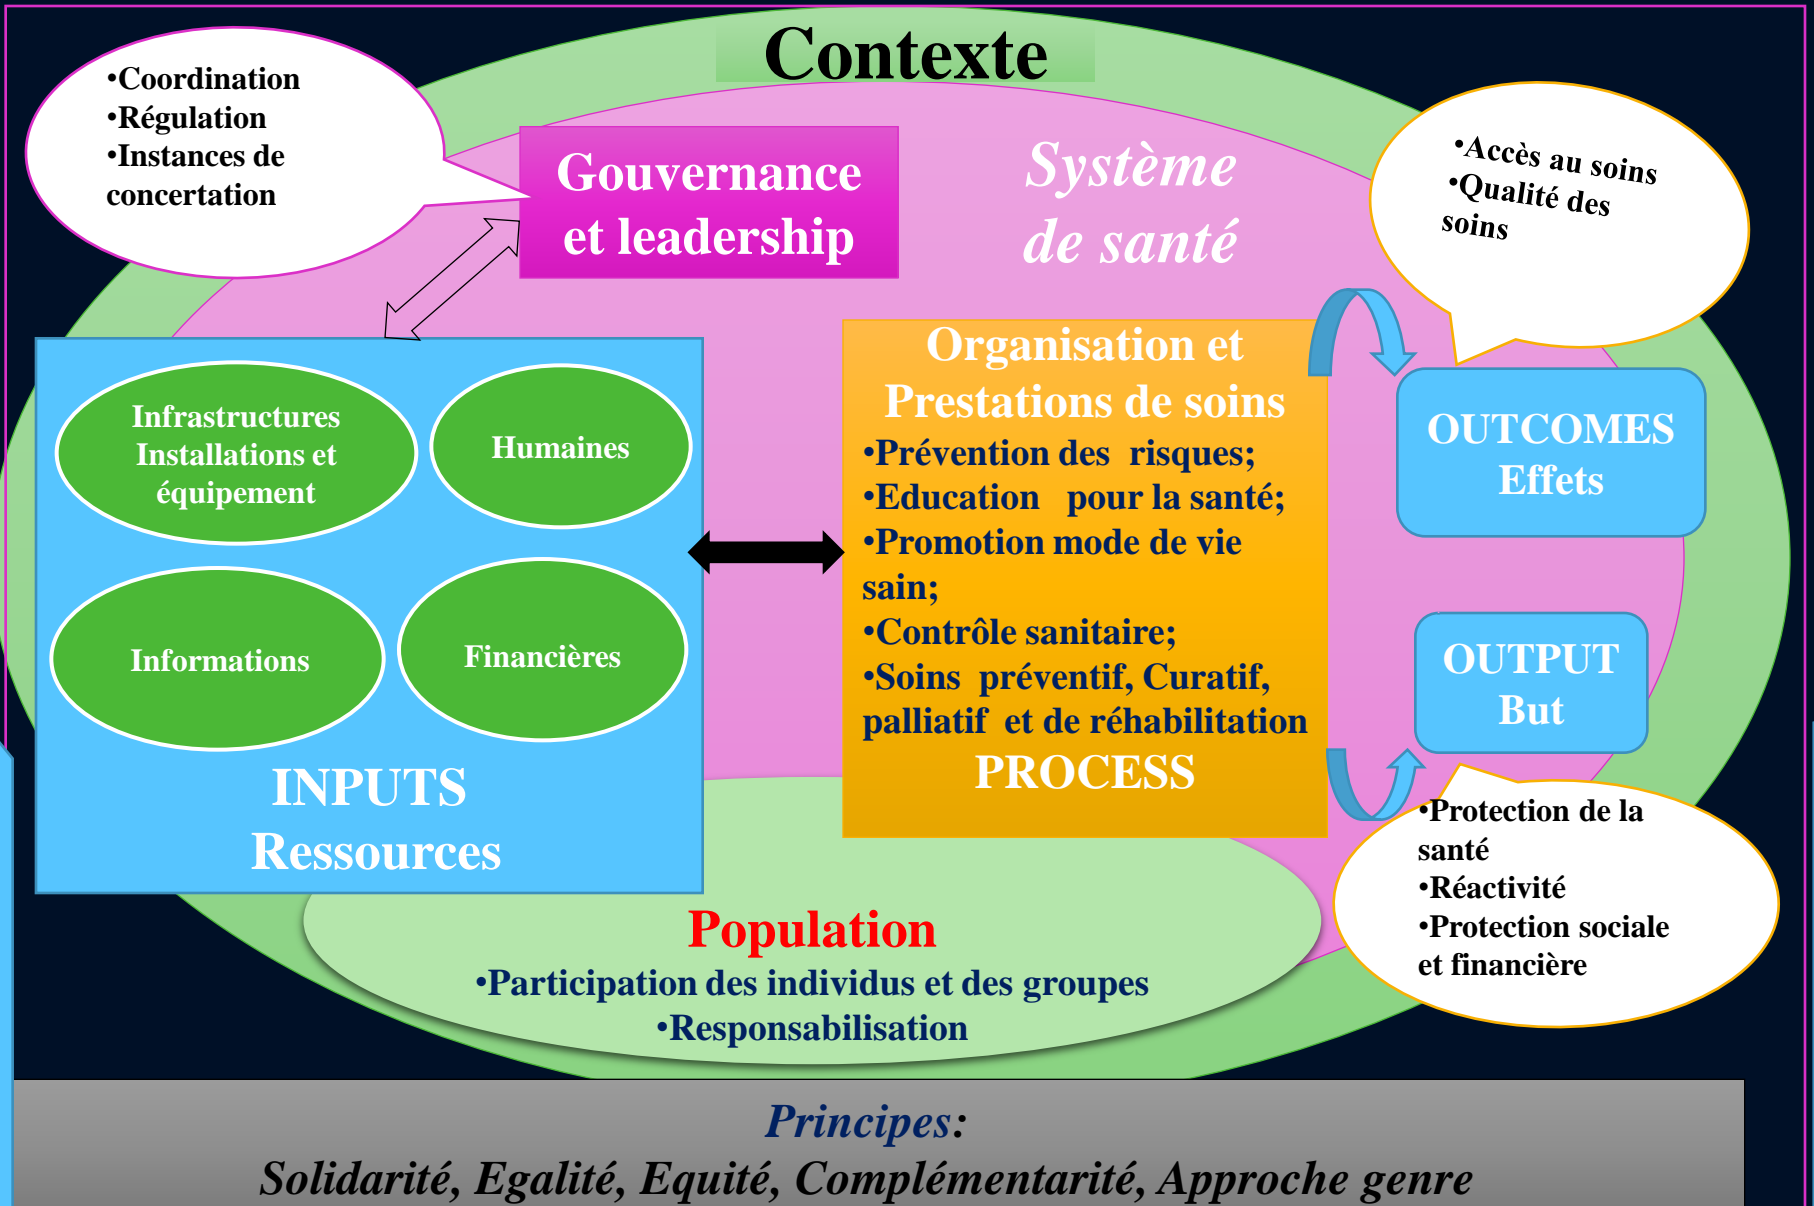 Contexte
•Coordination
•Régulation
•Instances de
concertation
Gouvernance
et leadership
Système
de santé
•Accès au soins
•Qualité des
soins
Infrastructures
Installations et
équipement
Humaines
Informations
Financières
INPUTS
Ressources
Organisation et
Prestations de soins
•Prévention des risques;
•Education pour la santé;
•Promotion mode de vie
sain;
•Contrôle sanitaire;
•Soins préventif, Curatif,
palliatif et de réhabilitation
PROCESS
OUTCOMES
Effets
OUTPUT
But
•Protection de la
santé
•Réactivité
•Protection sociale
et financière
Population
•Participation des individus et des groupes
•Responsabilisation
Principes:
Solidarité, Egalité, Equité, Complémentarité, Approche genre